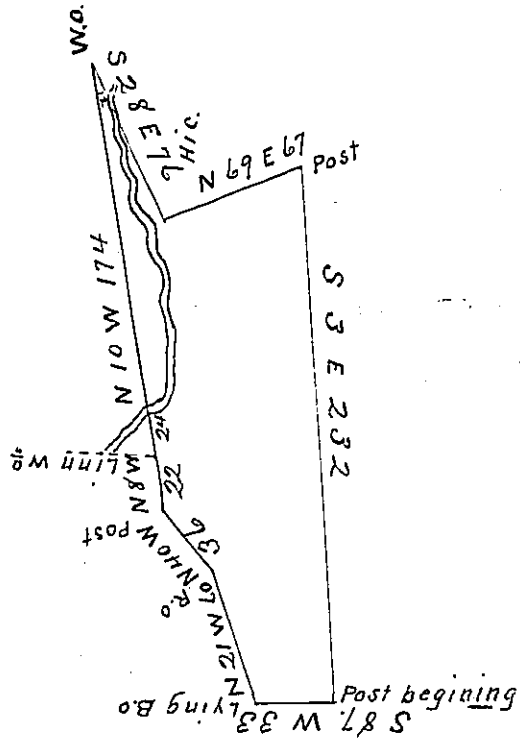 W.O.
S 28 E 76
Hic.
N 69 E 67
Post
S 3 E 232
Post begining
S 87. W 33
Lying B.O
N 21 W 60
R.O
N 40 W 36
Post
N 8 W 22
Linn W.O
24
N 10 W 174